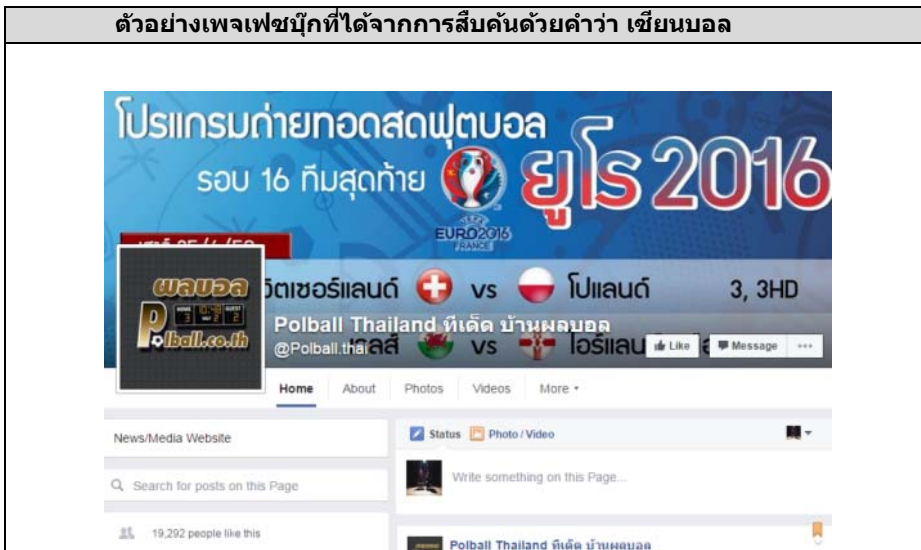 ตัวอย่างเพจเฟซบุ๊กที่ได้จากการสืบค้นด้วยคำว่า เซียนบอล
โปรแกรมถ่ายทอดสดฟุตบอล
รอบ 16 ทีมสุดท้าย
ยูโร 2016
EURO2016
FRANCE
วิตเซอร์แลนด์ vs โปแลนด์ 3, 3HD
ผลบอล
Polball.co.th
Polball Thailand ทีเด็ด บ้านผลบอล
@Polball.thai
ลส์ vs ไอร์แลน
Like
Message
Home About Photos Videos More
News/Media Website
Status Photo / Video
Search for posts on this Page
Write something on this Page...
19,292 people like this
Polball Thailand ทีเด็ด บ้านผลบอล